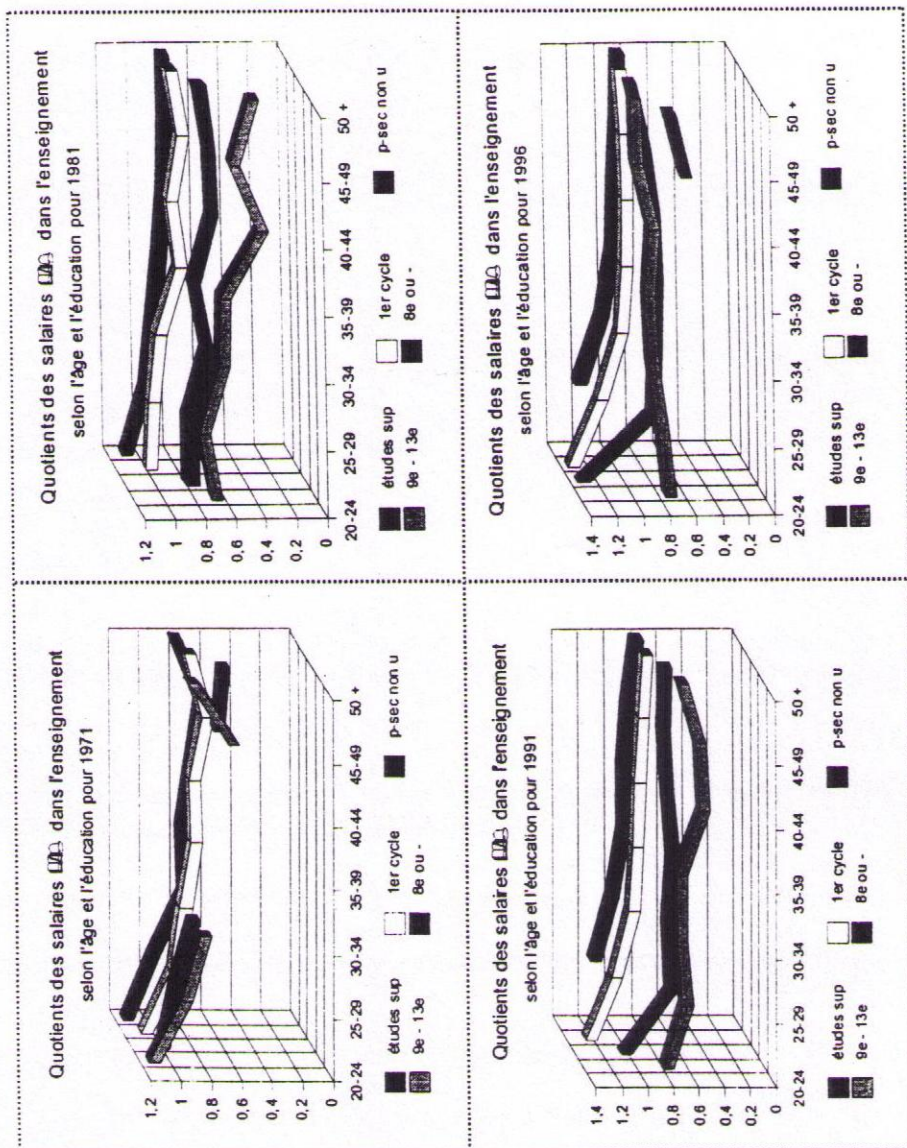 Quotients des salaires dans l'enseignement
selon l'âge et l'éducation pour 1971
1,2
1
0,8
0,6
0,4
0,2
0
20-24 25-29 30-34 35-39 40-44 45-49 50 +
études sup 1er cycle p-sec non u
9e - 13e 8e ou -
Quotients des salaires dans l'enseignement
selon l'âge et l'éducation pour 1981
1,2
1
0,8
0,6
0,4
0,2
0
20-24 25-29 30-34 35-39 40-44 45-49 50 +
études sup 1er cycle p-sec non u
9e - 13e 8e ou -
Quotients des salaires dans l'enseignement
selon l'âge et l'éducation pour 1991
1,4
1,2
1
0,8
0,6
0,4
0,2
0
20-24 25-29 30-34 35-39 40-44 45-49 50 +
études sup 1er cycle p-sec non u
9e - 13e 8e ou -
Quotients des salaires dans l'enseignement
selon l'âge et l'éducation pour 1996
1,4
1,2
1
0,8
0,6
0,4
0,2
0
20-24 25-29 30-34 35-39 40-44 45-49 50 +
études sup 1er cycle p-sec non u
9e - 13e 8e ou -